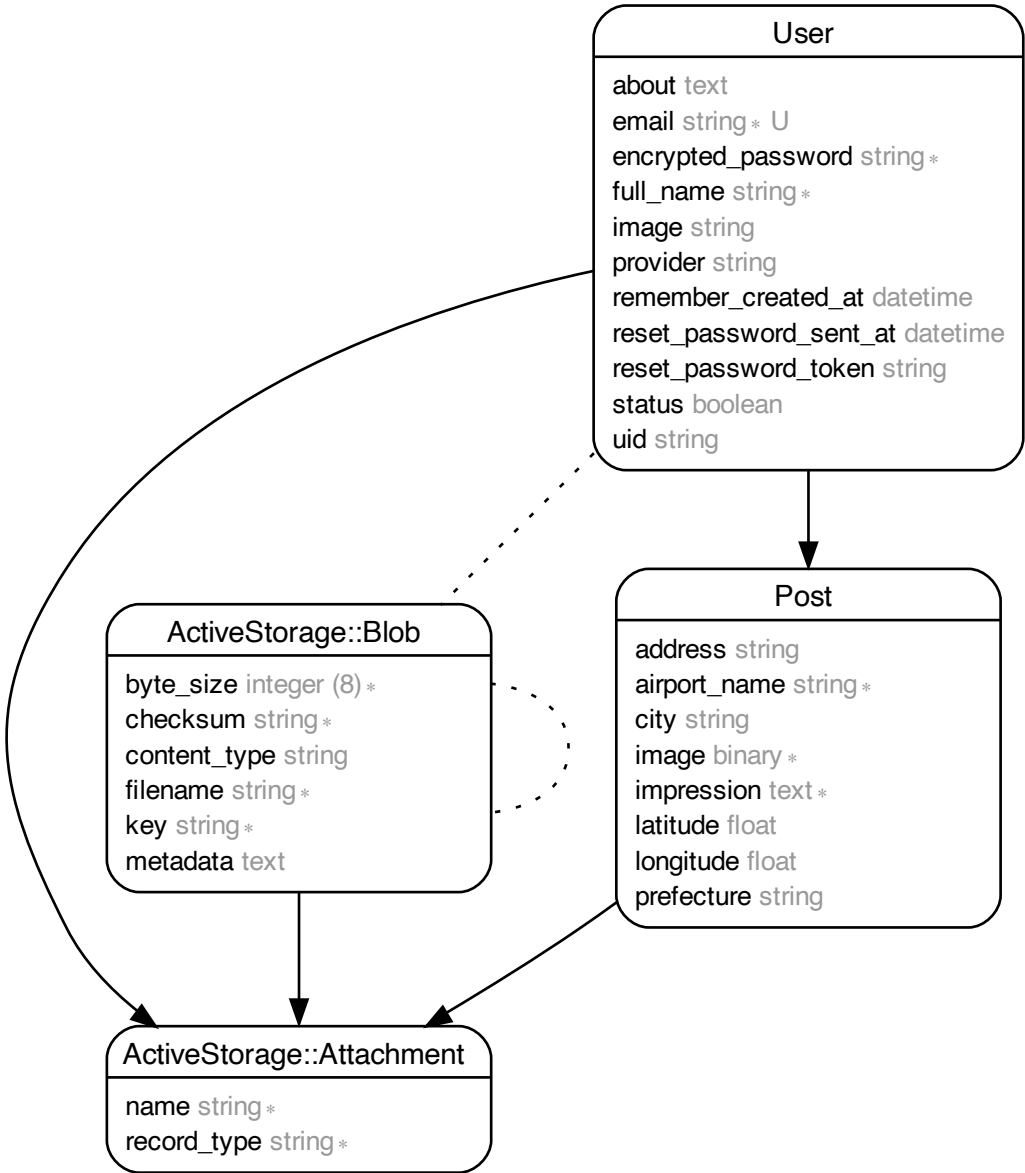 User
about text
email string∗ U
encrypted_password string∗
full_name string∗
image string
provider string
remember_created_at datetime
reset_password_sent_at datetime
reset_password_token string
status boolean
uid string
ActiveStorage::Blob
byte_size integer (8)∗
checksum string∗
content_type string
filename string∗
key string∗
metadata text
Post
address string
airport_name string∗
city string
image binary∗
impression text∗
latitude float
longitude float
prefecture string
ActiveStorage::Attachment
name string∗
record_type string∗